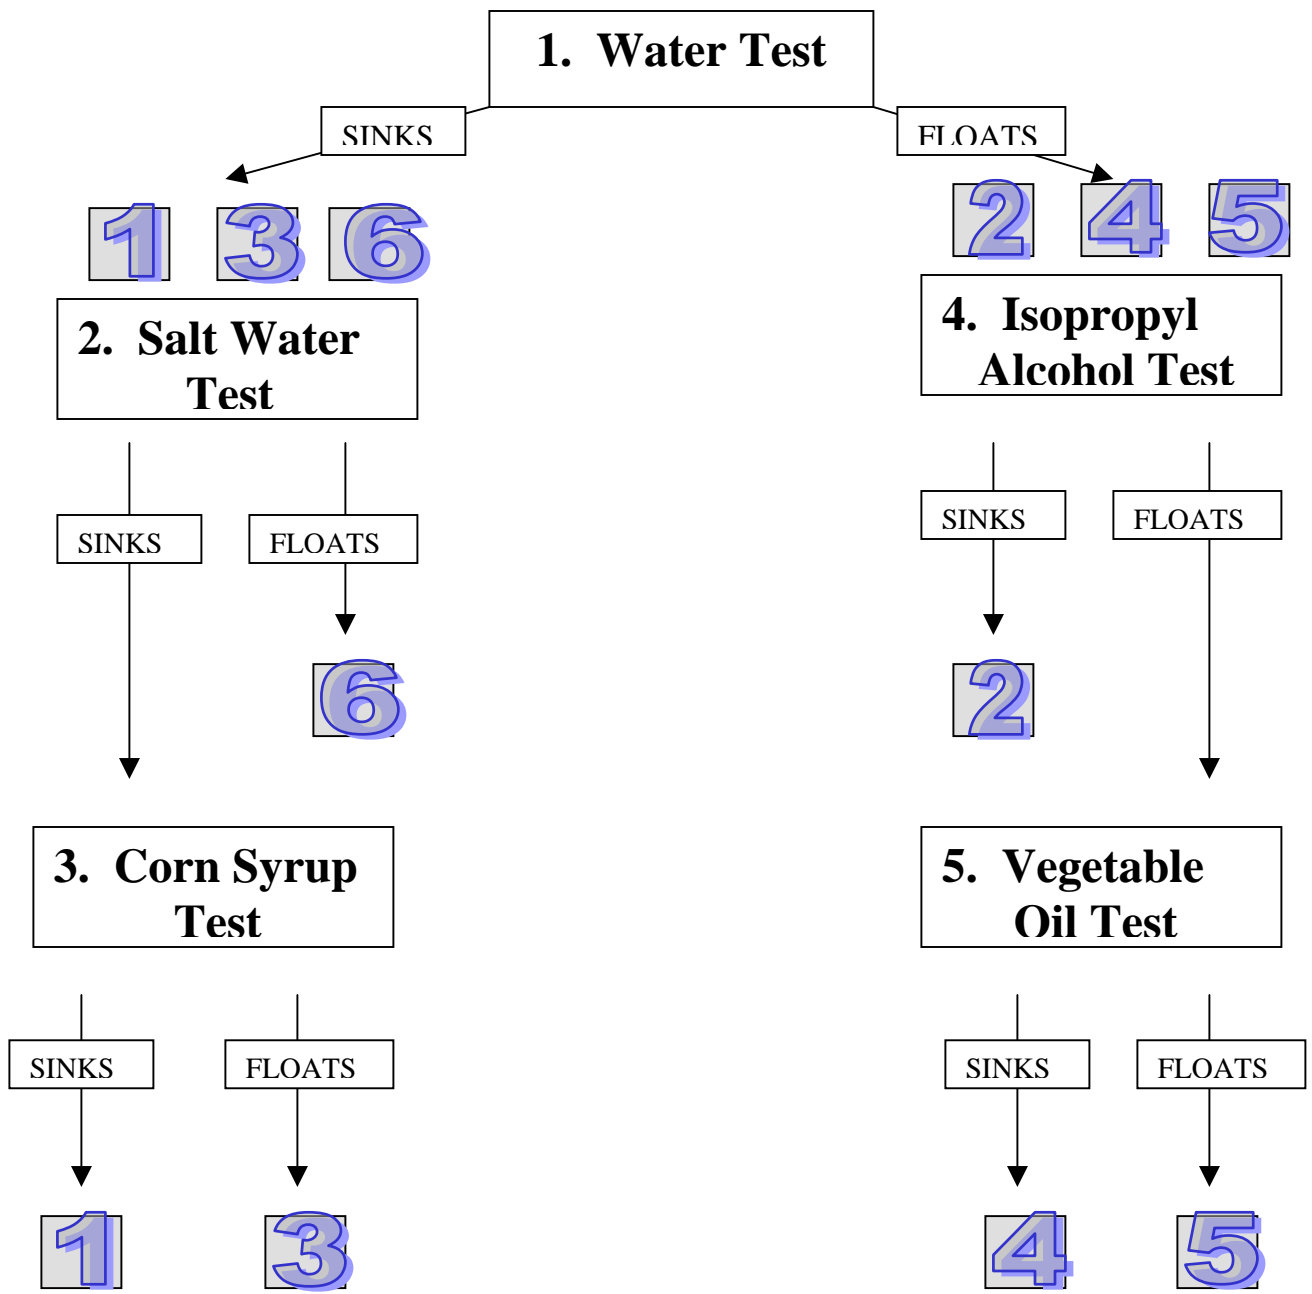 1. Water Test
SINKS
FLOATS
1 3 6
2 4 5
2. Salt Water
Test
4. Isopropyl
Alcohol Test
SINKS
FLOATS
SINKS
FLOATS
6
2
3. Corn Syrup
Test
5. Vegetable
Oil Test
SINKS
FLOATS
SINKS
FLOATS
1
3
4
5